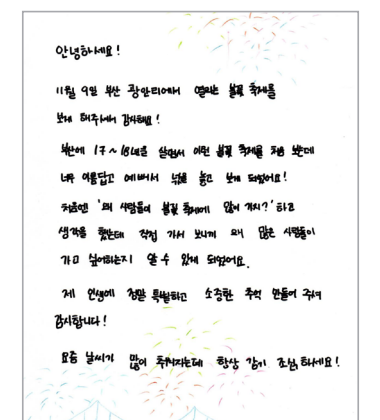 안녕하세요!
11월 9일 부산 광안리에서 열리는 불꽃 축제를
보게 해주셔서 감사해요!
부산에 17~18년을 살면서 이런 불꽃 축제를 처음 보는데
너무 아름답고 예뻐서 넋을 놓고 보게 되었어요!
처음엔 '왜 사람들이 불꽃 축제에 많이 가지?' 하고
생각을 했는데 직접 가서 보니까 왜 많은 사람들이
가고 싶어하는지 알 수 있게 되었어요.
제 인생에 정말 특별하고 소중한 추억 만들어 주셔
감사합니다!
요즘 날씨가 많이 추워지는데 항상 감기 조심하세요!